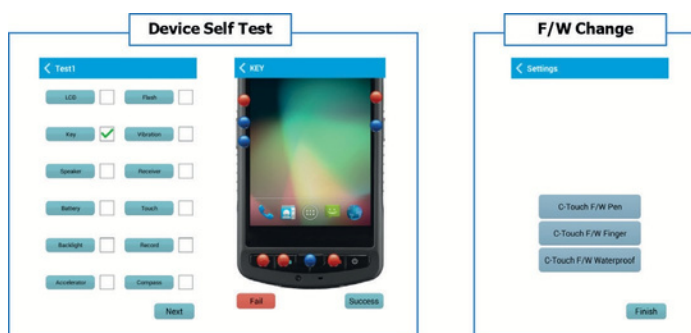 Device Self Test
F/W Change
< Test1
LCD Flash
Key Vibration
Speaker Receiver
Battery Touch
Backlight Record
Accelerator Compass
Next
< KEY
Fail Success
< Settings
C-Touch F/W Pen
C-Touch F/W Finger
C-Touch F/W Waterproof
Finish